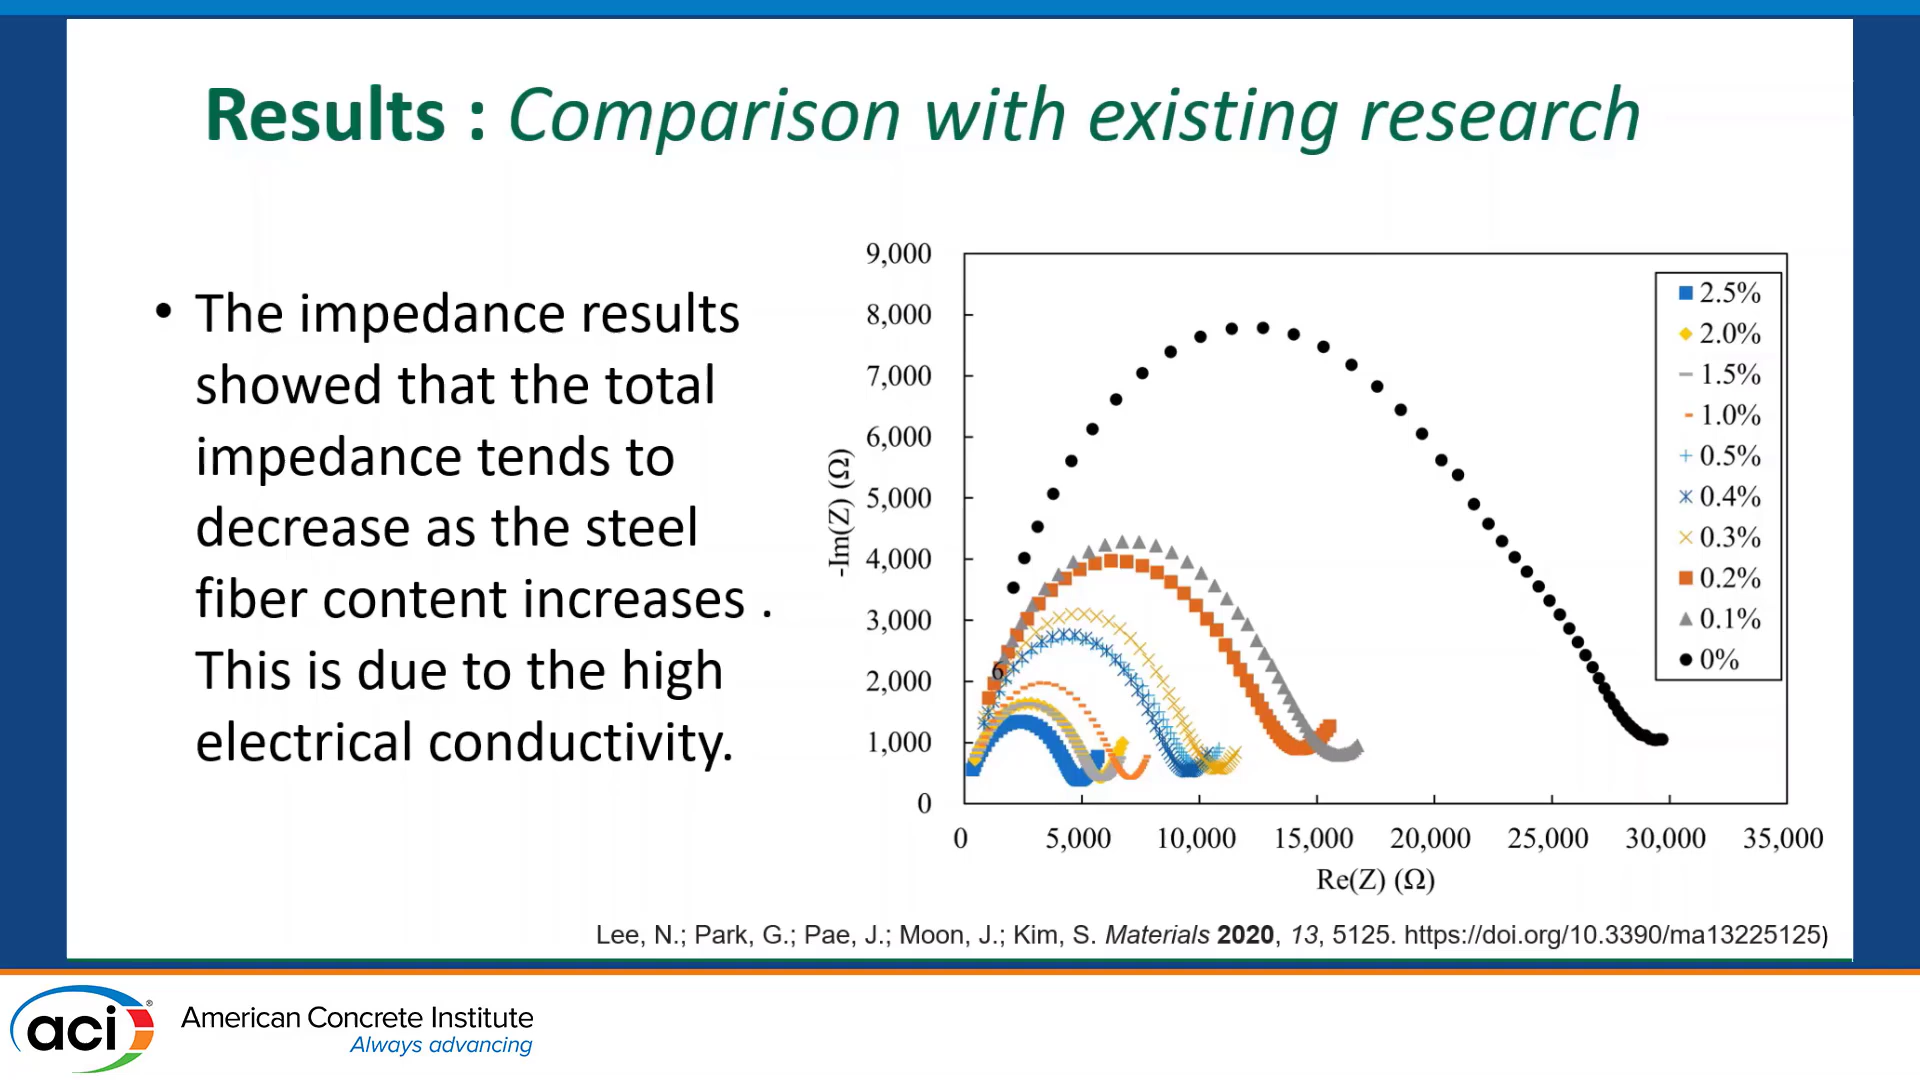 Results : Comparison with existing research
• The impedance results
showed that the total
impedance tends to
decrease as the steel
fiber content increases .
This is due to the high
electrical conductivity.
9,000
8,000
7,000
6,000
5,000
4,000
3,000
2,000
1,000
0
-Im(Z) (Ω)
6
2.5%
2.0%
1.5%
1.0%
0.5%
0.4%
0.3%
0.2%
0.1%
0%
0 5,000 10,000 15,000 20,000 25,000 30,000 35,000
Re(Z) (Ω)
Lee, N.; Park, G.; Pae, J.; Moon, J.; Kim, S. Materials 2020, 13, 5125. https://doi.org/10.3390/ma13225125)
aci®
American Concrete Institute
Always advancing